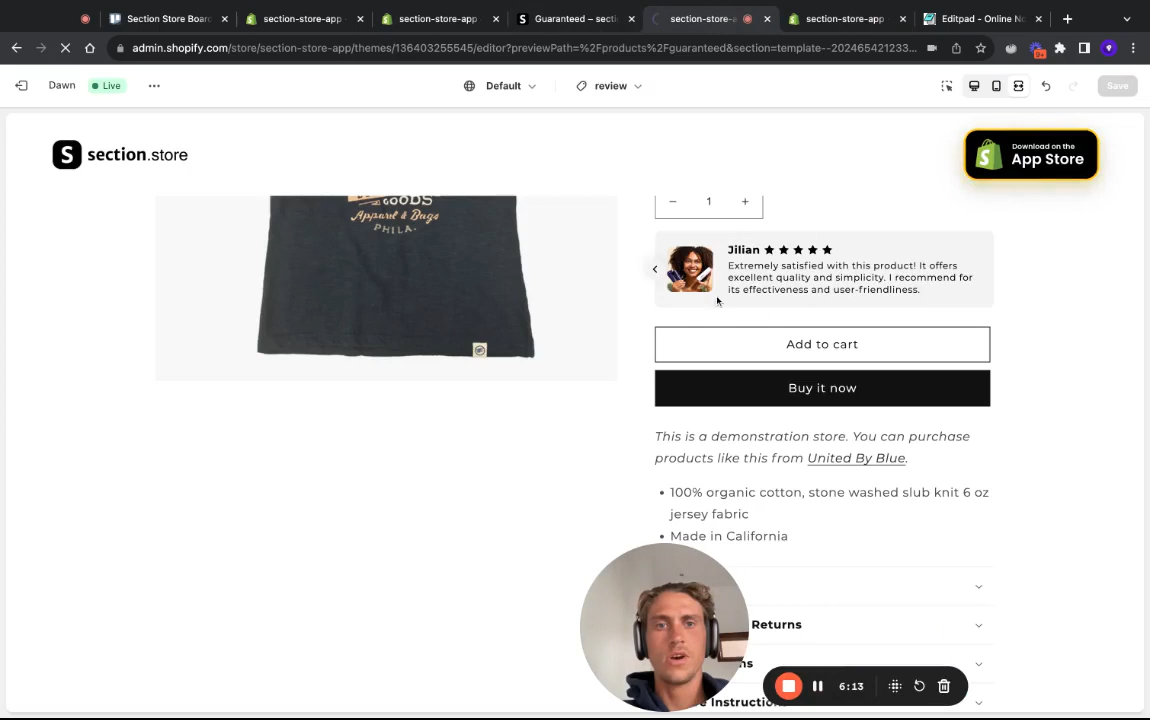 Section Store Board
section-store-app
section-store-app
Guaranteed – secti
section-store-a
section-store-app
Editpad - Online No
admin.shopify.com/store/section-store-app/themes/136403255545/editor?previewPath=%2Fproducts%2Fguaranteed&section=template--202465421233...
9+
Dawn
Live
Default
review
Save
S section.store
Download on the
App Store
GOODS
Apparel & Bags
PHILA.
− 1 +
Jilian ★★★★★
Extremely satisfied with this product! It offers
excellent quality and simplicity. I recommend for
its effectiveness and user-friendliness.
Add to cart
Buy it now
This is a demonstration store. You can purchase
products like this from United By Blue.
• 100% organic cotton, stone washed slub knit 6 oz
jersey fabric
• Made in California
Returns
ns
e Instruction
6:13